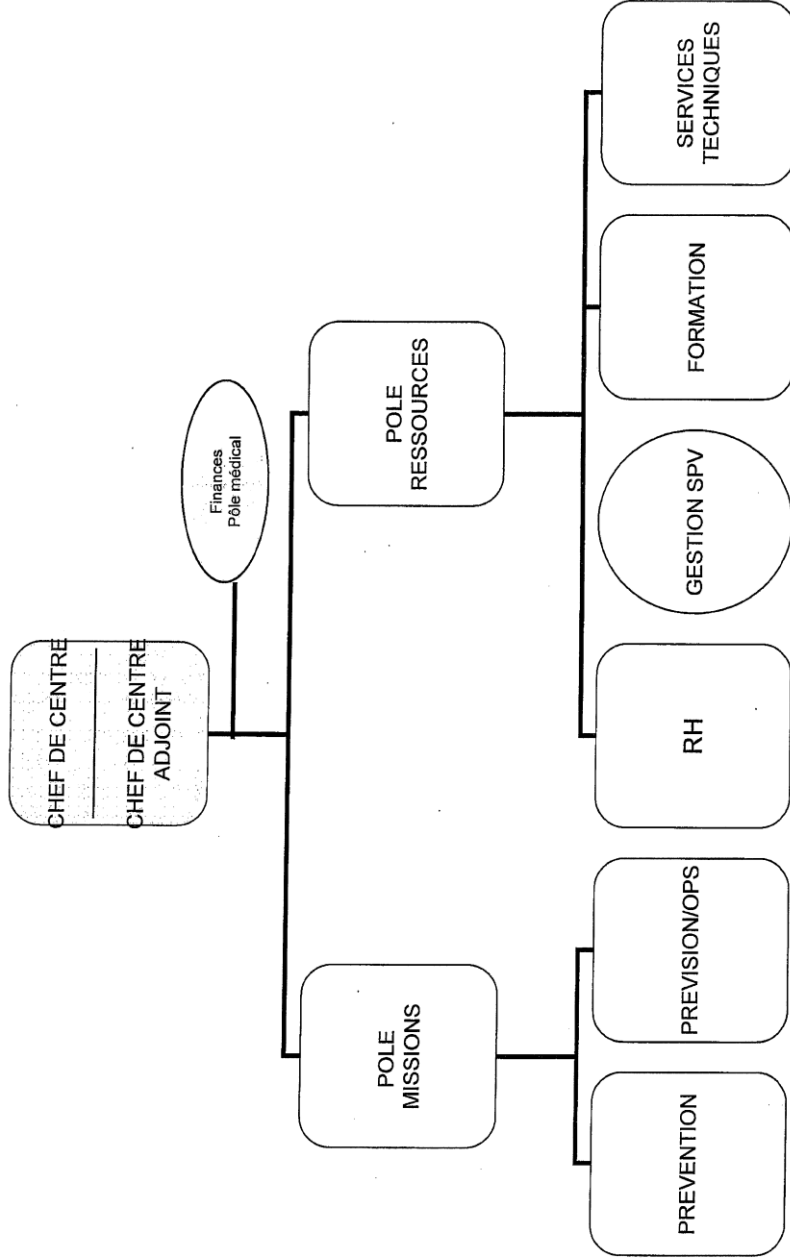 CHEF DE CENTRE
CHEF DE CENTRE
ADJOINT
Finances
Pôle médical
POLE
MISSIONS
POLE
RESSOURCES
PREVENTION
PREVISION/OPS
RH
GESTION SPV
FORMATION
SERVICES
TECHNIQUES